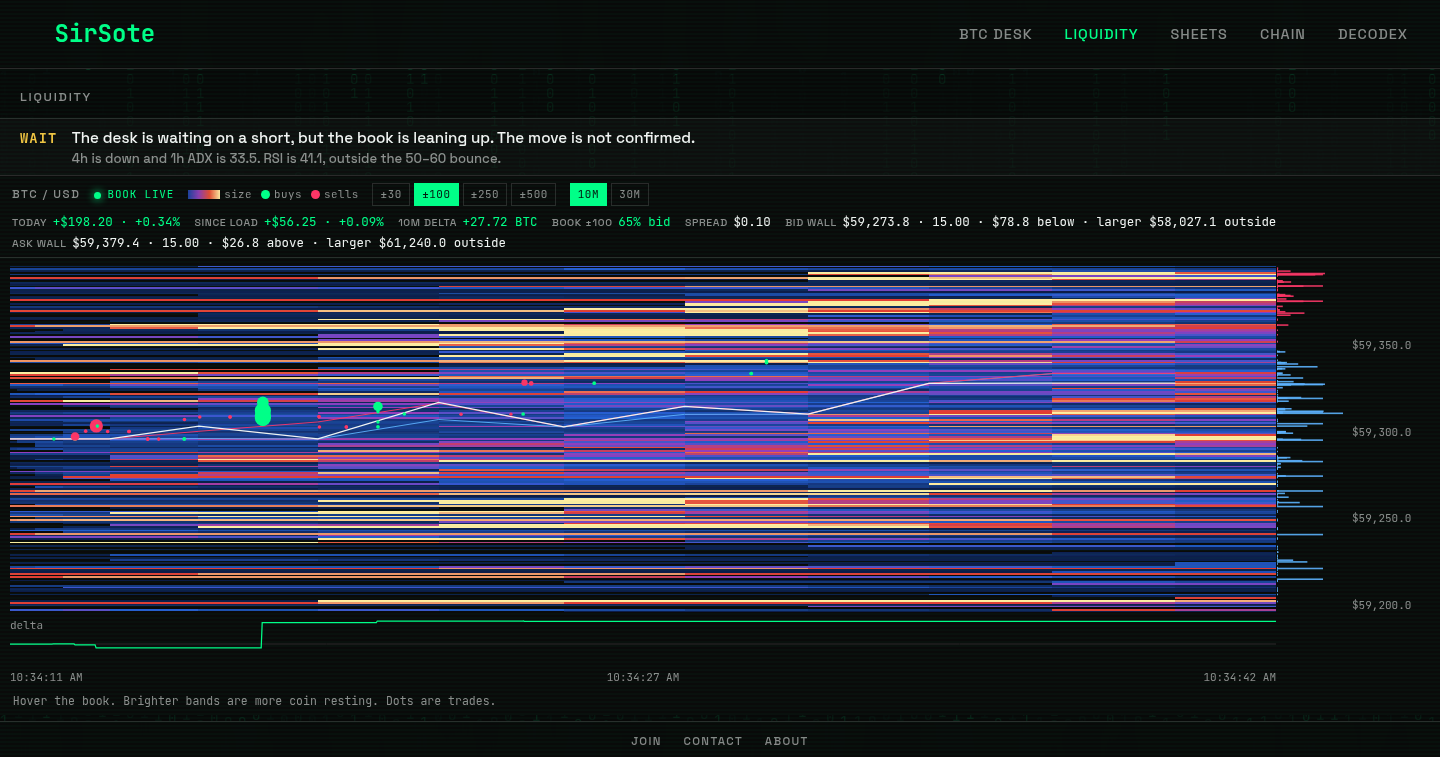 SirSote
BTC DESK LIQUIDITY SHEETS CHAIN DECODEX
LIQUIDITY
WAIT The desk is waiting on a short, but the book is leaning up. The move is not confirmed.
4h is down and 1h ADX is 33.5. RSI is 41.1, outside the 50–60 bounce.
BTC / USD BOOK LIVE size buys sells ±30 ±100 ±250 ±500 10M 30M
TODAY +$198.20 · +0.34% SINCE LOAD +$56.25 · +0.09% 10M DELTA +27.72 BTC BOOK ±100 65% bid SPREAD $0.10 BID WALL $59,273.8 · 15.00 · $78.8 below · larger $58,027.1 outside
ASK WALL $59,379.4 · 15.00 · $26.8 above · larger $61,240.0 outside
$59,350.0
$59,300.0
$59,250.0
$59,200.0
delta
10:34:11 AM 10:34:27 AM 10:34:42 AM
Hover the book. Brighter bands are more coin resting. Dots are trades.
JOIN CONTACT ABOUT